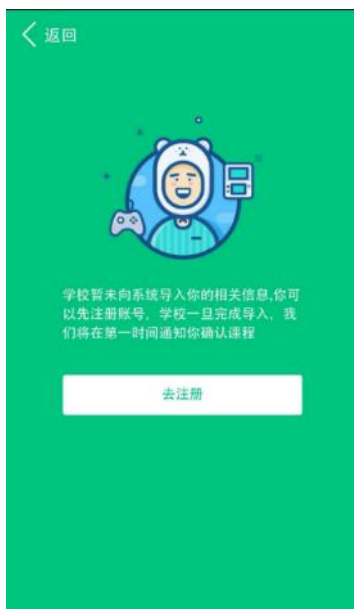 返回
学校暂未向系统导入你的相关信息,你可
以先注册账号，学校一旦完成导入，我
们将在第一时间通知你确认课程
去注册